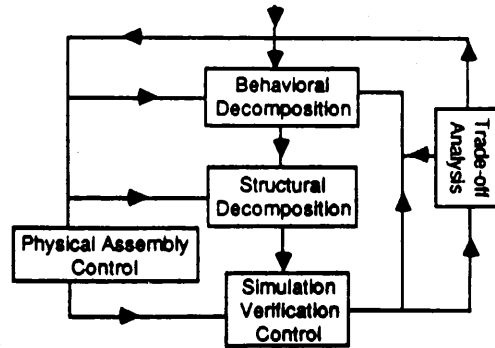 Behavioral
Decomposition
Trade-off
Analysis
Structural
Decomposition
Physical Assembly
Control
Simulation
Verification
Control